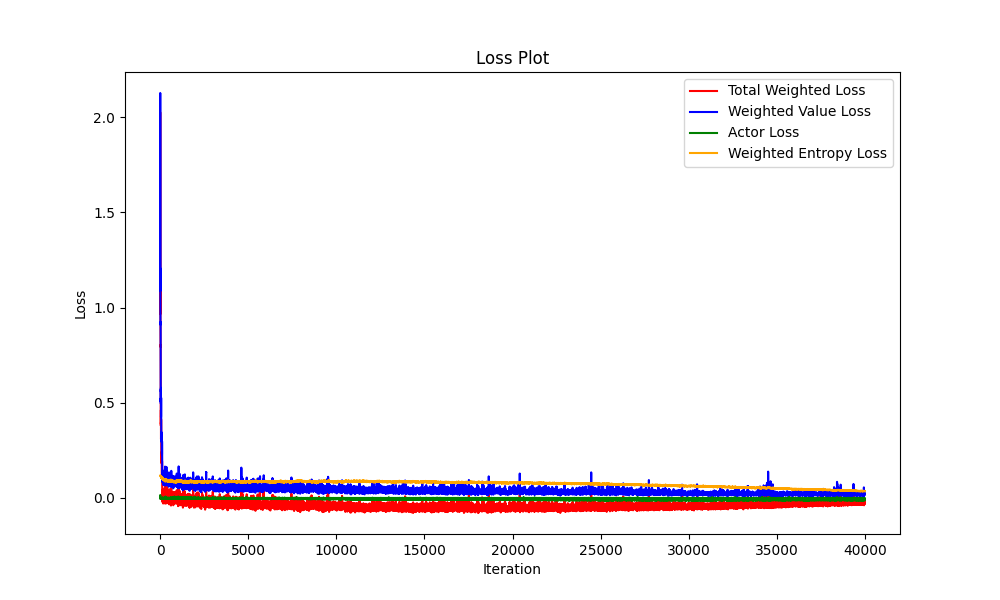 Loss Plot
Total Weighted Loss
Weighted Value Loss
Actor Loss
Weighted Entropy Loss
Loss
2.0
1.5
1.0
0.5
0.0
0 5000 10000 15000 20000 25000 30000 35000 40000
Iteration